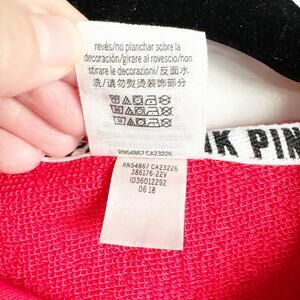 revés/no planchar sobre la
decoración/girare al rovescio/non
stirare le decorazioni/反面水
洗/请勿熨烫装饰部分
RN54867 CA23226
RN54867 CA23226
386176-22V
ID36012292
06 18
PINK